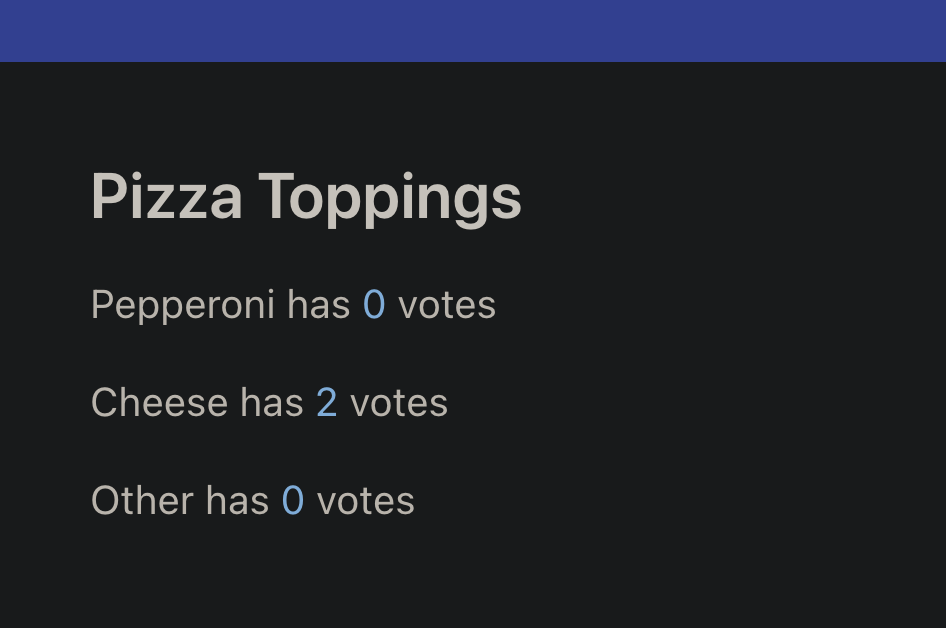 Pizza Toppings
Pepperoni has 0 votes
Cheese has 2 votes
Other has 0 votes